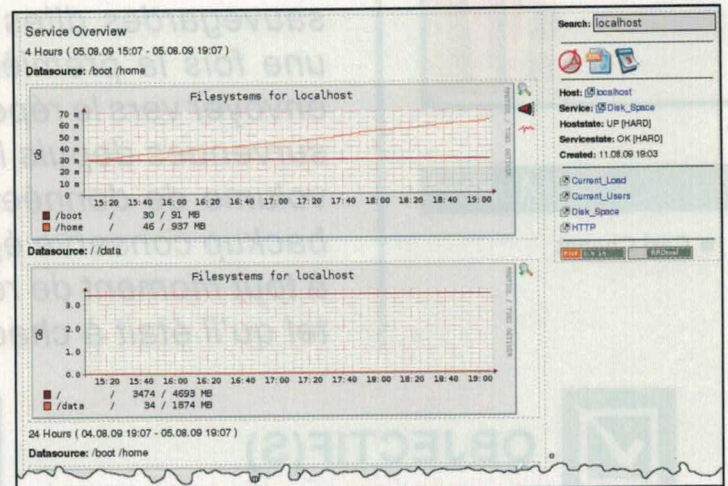 Service Overview
4 Hours ( 05.08.09 15:07 - 05.08.09 19:07 )
Datasource: /boot /home
Filesystems for localhost
Gb
70 m
60 m
50 m
40 m
30 m
20 m
10 m
0
15:20 15:40 16:00 16:20 16:40 17:00 17:20 17:40 18:00 18:20 18:40 19:00
/boot / 30 / 91 MB
/home / 46 / 937 MB
Datasource: / /data
Filesystems for localhost
Gb
3.0
2.0
1.0
0.0
15:20 15:40 16:00 16:20 16:40 17:00 17:20 17:40 18:00 18:20 18:40 19:00
/ / 3474 / 4693 MB
/data / 34 / 1874 MB
24 Hours ( 04.08.09 19:07 - 05.08.09 19:07 )
Datasource: /boot /home
Search: localhost
Host: localhost
Service: Disk_Space
Hoststate: UP [HARD]
Servicestate: OK [HARD]
Created: 11.08.09 19:03
Current_Load
Current_Users
Disk_Space
HTTP